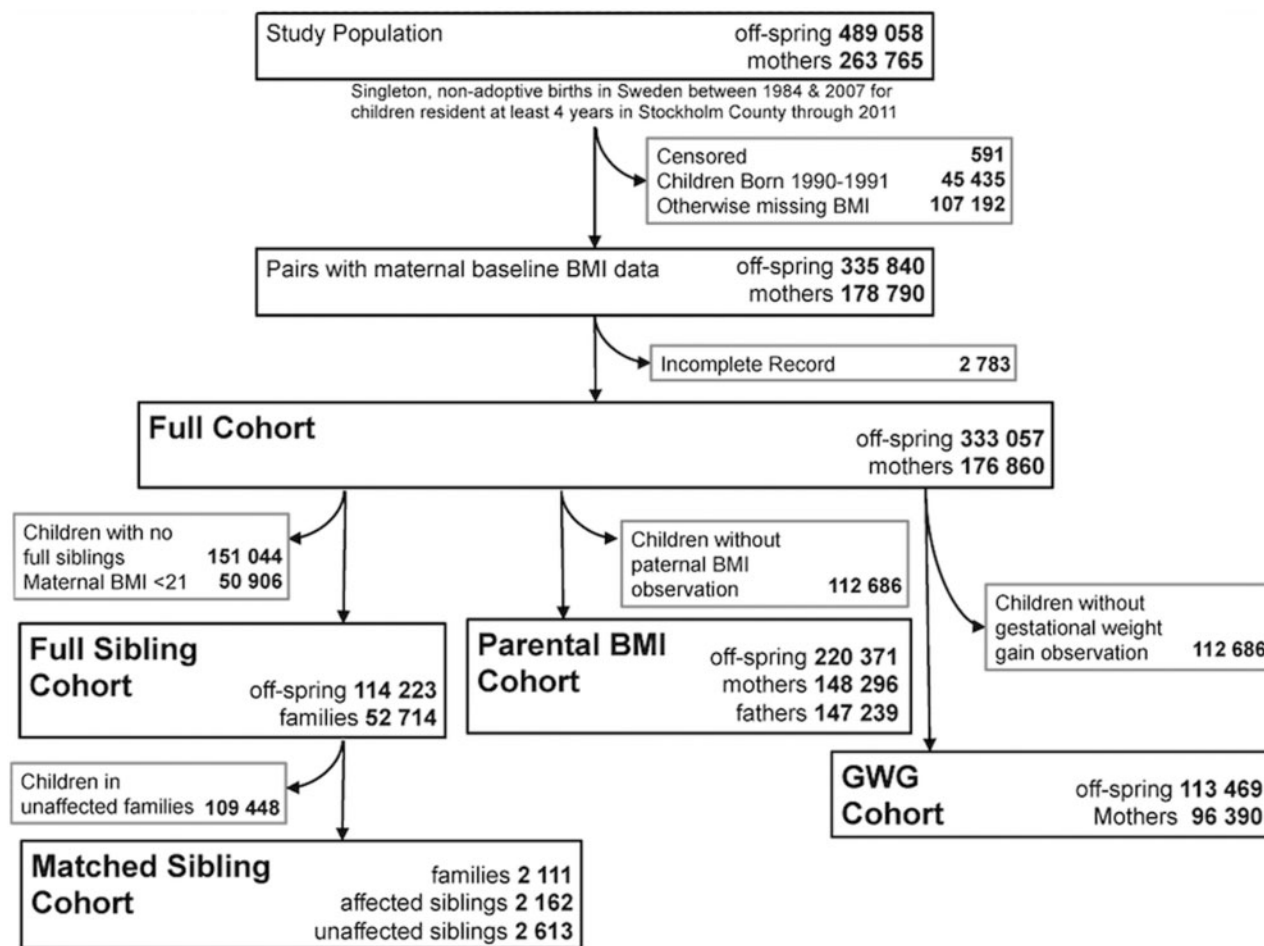 Study Population off-spring 489 058
mothers 263 765
Singleton, non-adoptive births in Sweden between 1984 & 2007 for
children resident at least 4 years in Stockholm County through 2011
Censored 591
Children Born 1990-1991 45 435
Otherwise missing BMI 107 192
Pairs with maternal baseline BMI data off-spring 335 840
mothers 178 790
Incomplete Record 2 783
Full Cohort
off-spring 333 057
mothers 176 860
Children with no
full siblings 151 044
Maternal BMI <21 50 906
Children without
paternal BMI
observation 112 686
Children without
gestational weight
gain observation 112 686
Full Sibling
Cohort
off-spring 114 223
families 52 714
Parental BMI
Cohort
off-spring 220 371
mothers 148 296
fathers 147 239
Children in
unaffected families 109 448
GWG
Cohort
off-spring 113 469
Mothers 96 390
Matched Sibling
Cohort
families 2 111
affected siblings 2 162
unaffected siblings 2 613